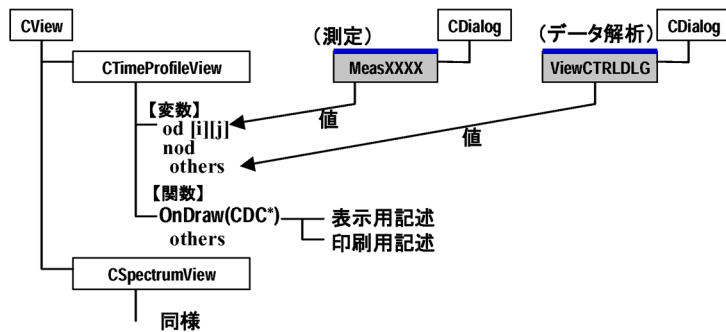 CView
（測定）
CDialog
（データ解析）
CDialog
CTimeProfileView
MeasXXXX
ViewCTRLDLG
【変数】
od [i][j]
nod
others
値
値
【関数】
OnDraw(CDC*)
others
表示用記述
印刷用記述
CSpectrumView
同様